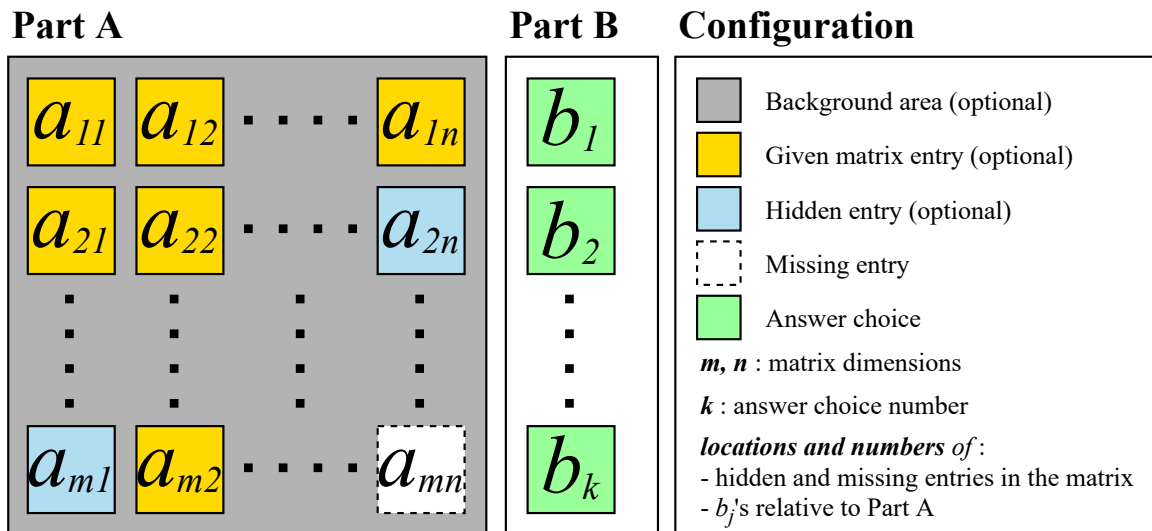 Part A
Part B
Configuration
a11 a12 a1n
b1
a21 a22 a2n
b2
am1 am2 amn
bk
Background area (optional)
Given matrix entry (optional)
Hidden entry (optional)
Missing entry
Answer choice
m, n : matrix dimensions
k : answer choice number
locations and numbers of :
- hidden and missing entries in the matrix
- bj's relative to Part A